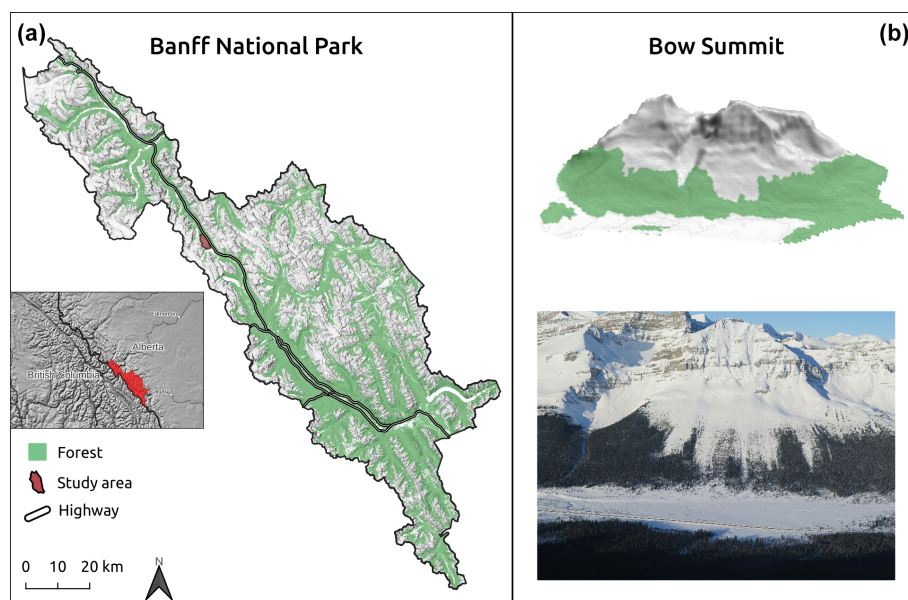 (a)
Banff National Park
Alberta
British Columbia
Forest
Study area
Highway
0 10 20 km
N
Bow Summit
(b)